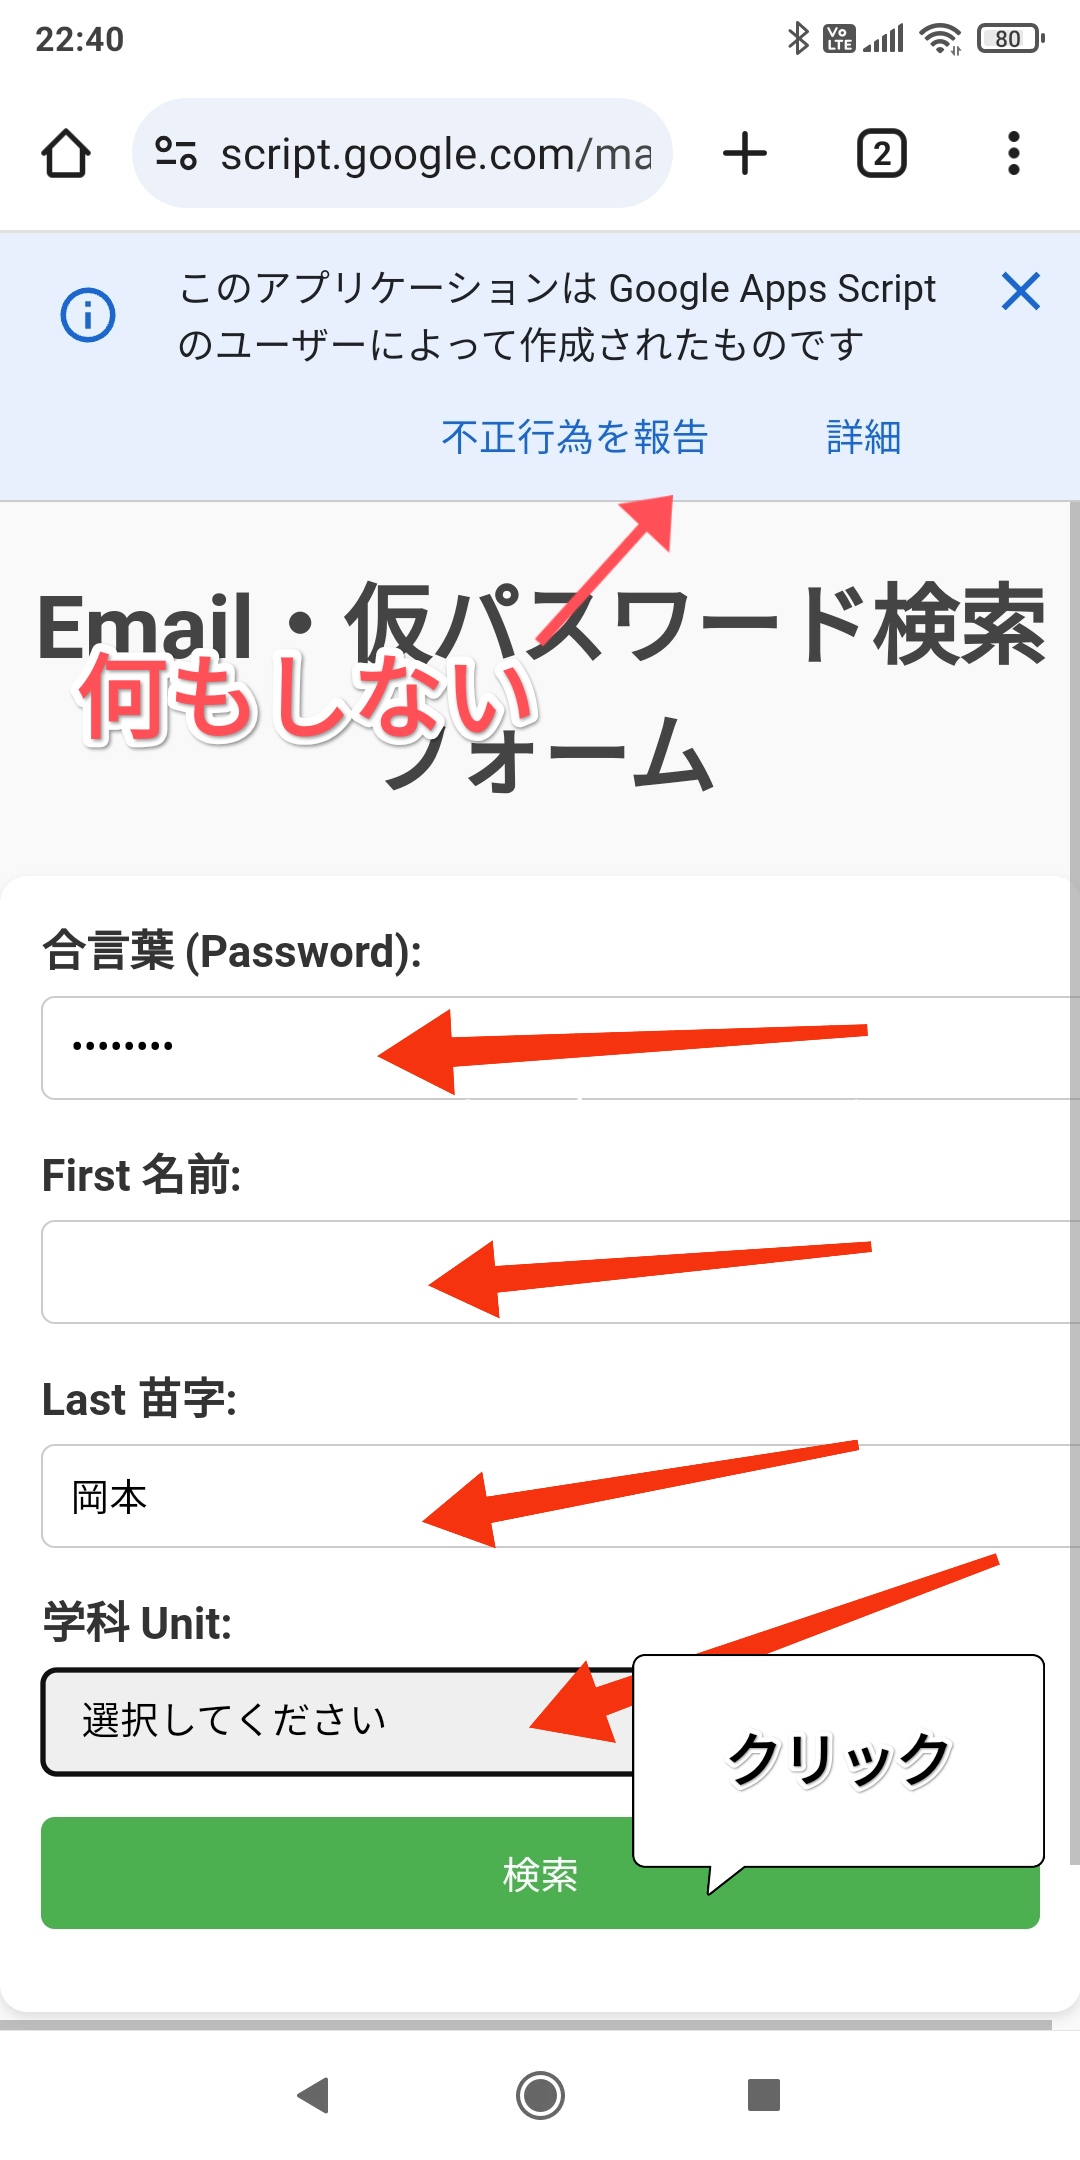 22:40
Vo LTE
80
script.google.com/ma
2
このアプリケーションは Google Apps Script
のユーザーによって作成されたものです
不正行為を報告 詳細
Email・仮パスワード検索
何もしない
フォーム
合言葉 (Password):
••••••••
First 名前:
Last 苗字:
岡本
学科 Unit:
選択してください
クリック
検索